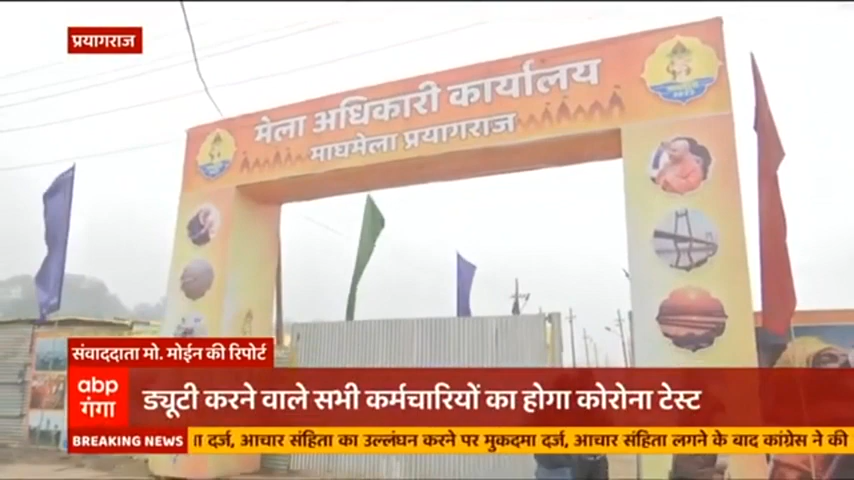 प्रयागराज
मेला अधिकारी कार्यालय
माघमेला प्रयागराज
संवाददाता मो. मोईन की रिपोर्ट
abp
गंगा
ड्यूटी करने वाले सभी कर्मचारियों का होगा कोरोना टेस्ट
BREAKING NEWS
दर्ज, आचार संहिता का उल्लंघन करने पर मुकदमा दर्ज, आचार संहिता लगने के बाद कांग्रेस ने की